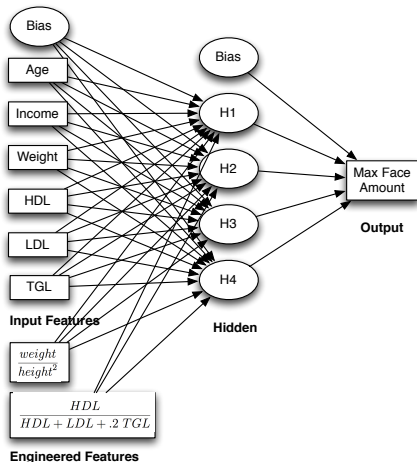 Bias
Age
Income
Weight
HDL
LDL
TGL
Input Features
weight
height²
HDL
HDL + LDL + .2 TGL
Engineered Features
Bias
H1
H2
H3
H4
Hidden
Max Face
Amount
Output